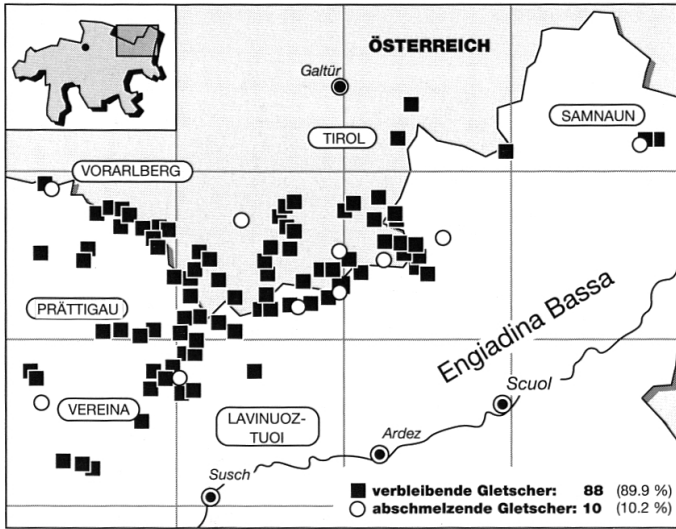 ÖSTERREICH
Galtür
SAMNAUN
TIROL
VORARLBERG
PRÄTTIGAU
Engiadina Bassa
Scuol
VEREINA
LAVINUOZ-
TUOI
Ardez
Susch
verbleibende Gletscher: 88 (89.9 %)
abschmelzende Gletscher: 10 (10.2 %)